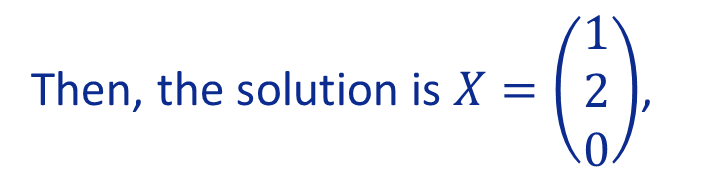 Then, the solution is X = (1
2
0),